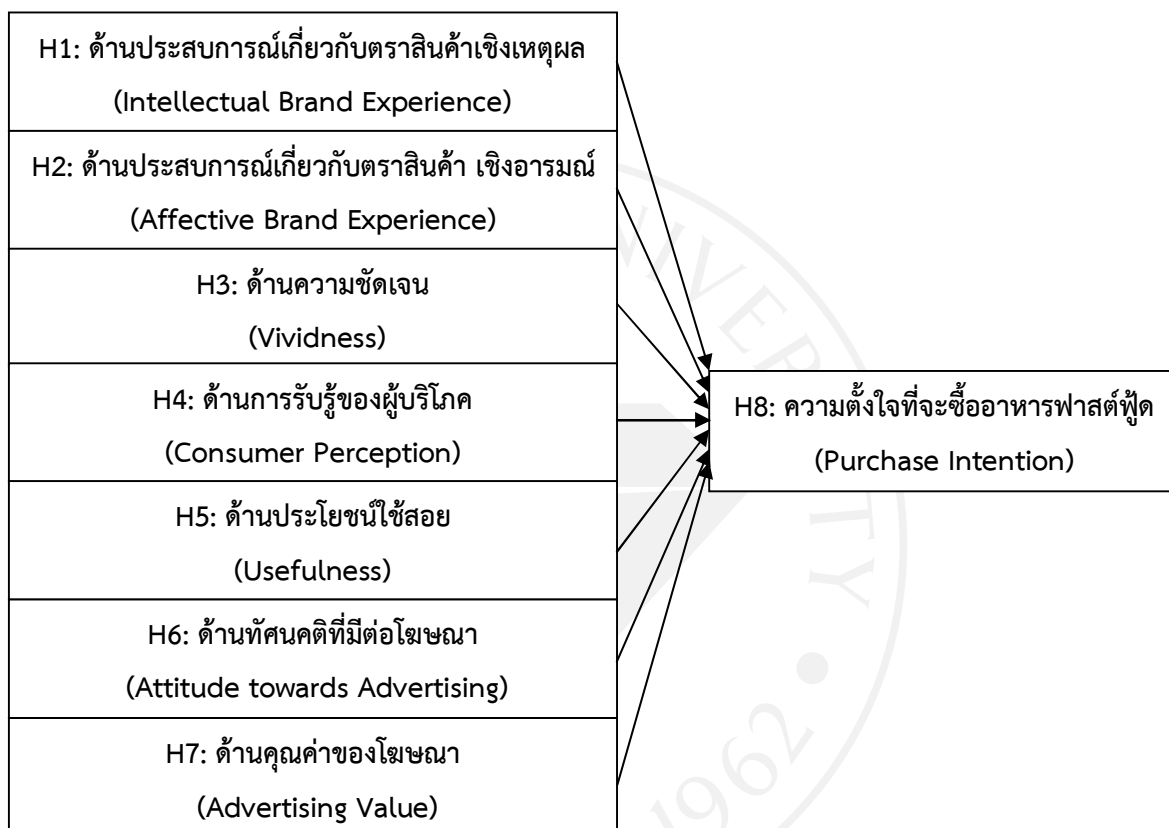 H1: ด้านประสบการณ์เกี่ยวกับตราสินค้าเชิงเหตุผล
(Intellectual Brand Experience)
H2: ด้านประสบการณ์เกี่ยวกับตราสินค้า เชิงอารมณ์
(Affective Brand Experience)
H3: ด้านความชัดเจน
(Vividness)
H4: ด้านการรับรู้ของผู้บริโภค
(Consumer Perception)
H5: ด้านประโยชน์ใช้สอย
(Usefulness)
H6: ด้านทัศนคติที่มีต่อโฆษณา
(Attitude towards Advertising)
H7: ด้านคุณค่าของโฆษณา
(Advertising Value)
H8: ความตั้งใจที่จะซื้ออาหารฟาสต์ฟู้ด
(Purchase Intention)
1962